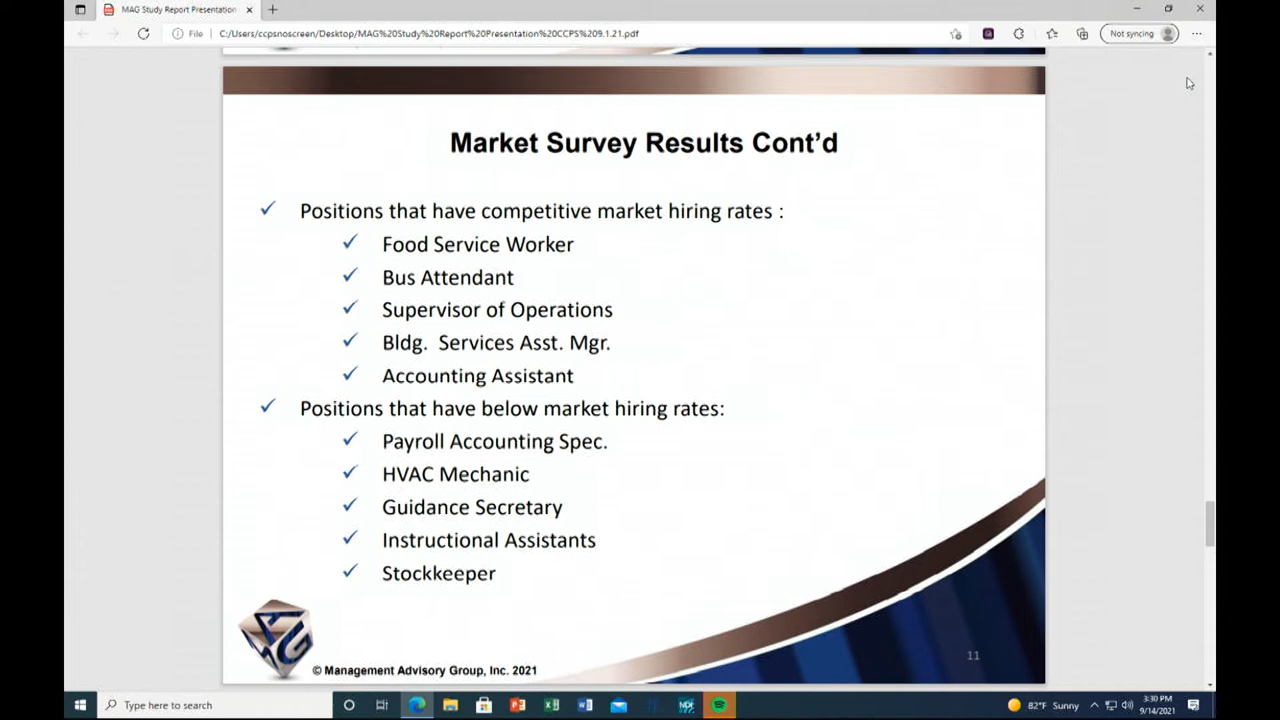 MAG Study Report Presentation
File
C:/Users/ccpsnoscreen/Desktop/MAG%20Study%20Report%20Presentation%20CCPS%209.1.21.pdf
Not syncing
Market Survey Results Cont’d
Positions that have competitive market hiring rates :
Food Service Worker
Bus Attendant
Supervisor of Operations
Bldg. Services Asst. Mgr.
Accounting Assistant
Positions that have below market hiring rates:
Payroll Accounting Spec.
HVAC Mechanic
Guidance Secretary
Instructional Assistants
Stockkeeper
© Management Advisory Group, Inc. 2021
11
Type here to search
82°F Sunny
3:30 PM
9/14/2021